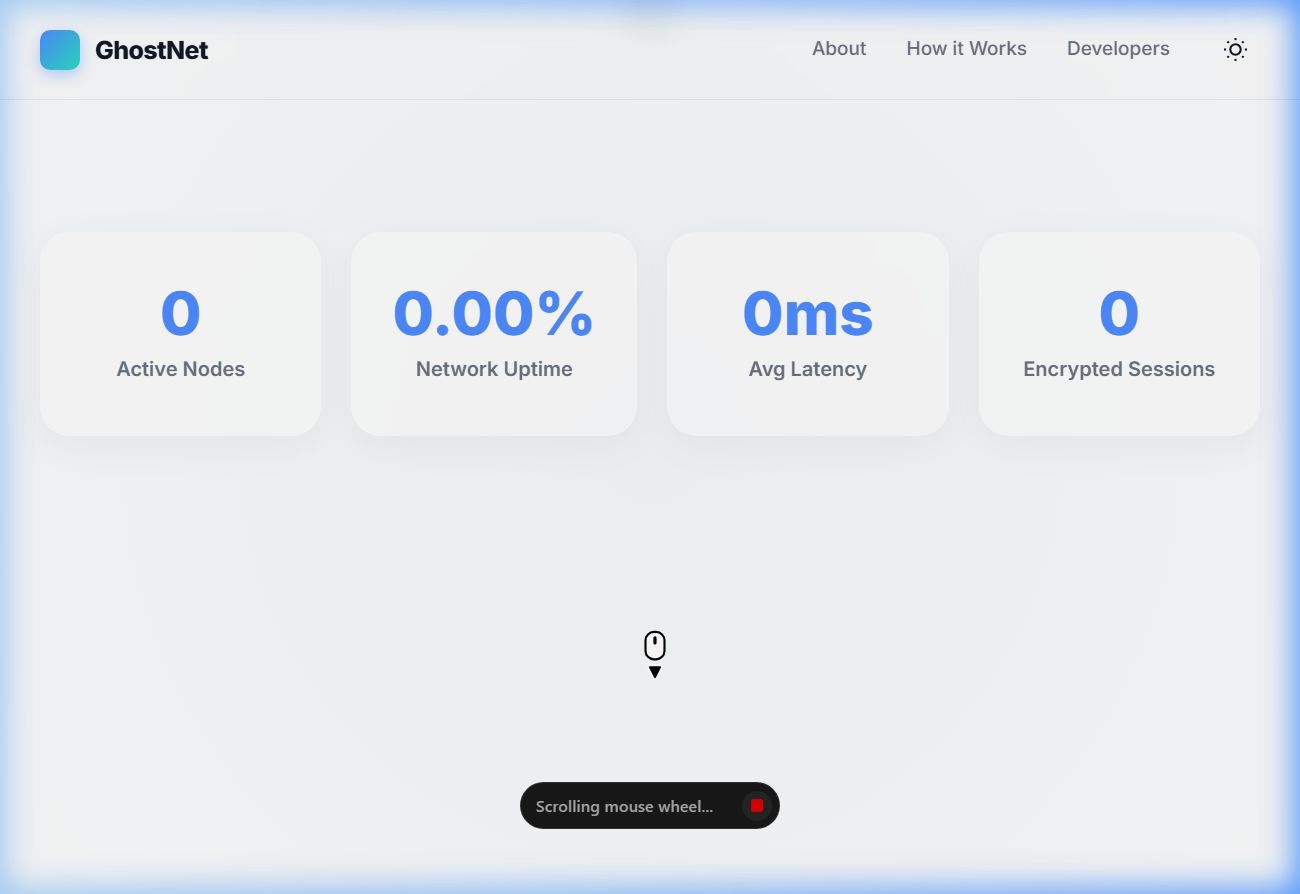 GhostNet
About
How it Works
Developers
0
Active Nodes
0.00%
Network Uptime
0ms
Avg Latency
0
Encrypted Sessions
Scrolling mouse wheel...